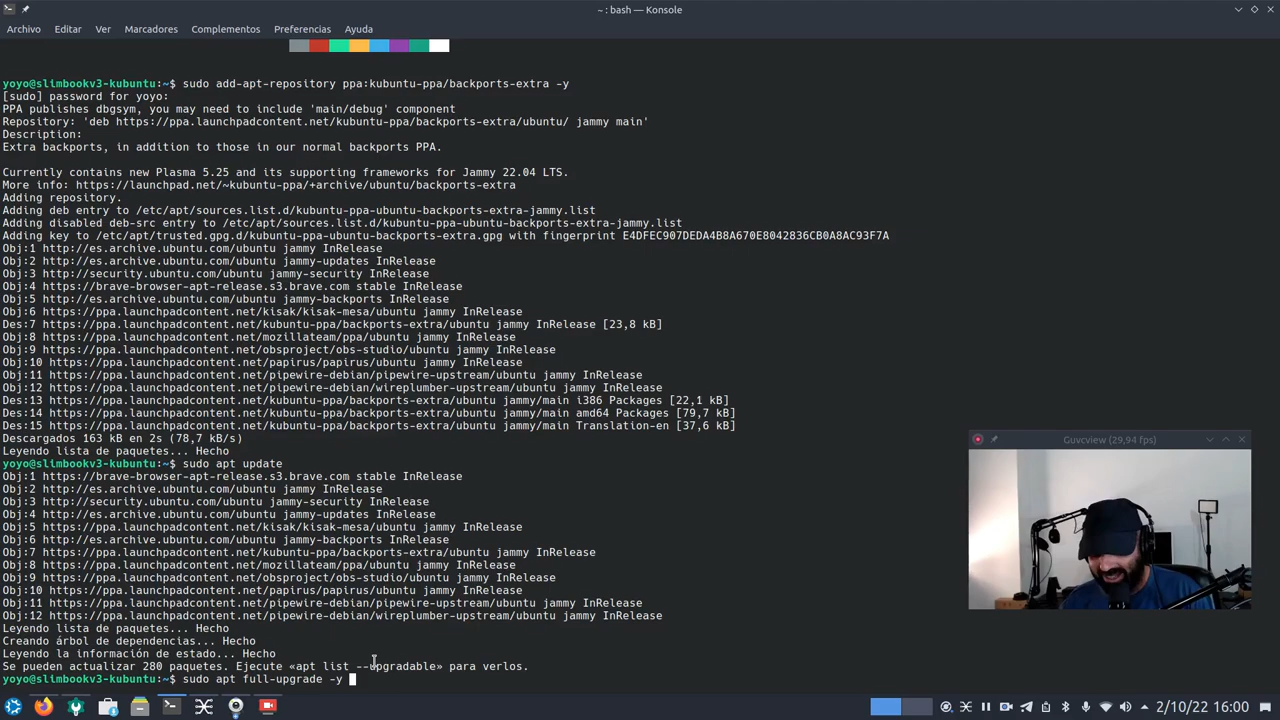 ~ : bash — Konsole
Archivo Editar Ver Marcadores Complementos Preferencias Ayuda
yoyo@slimbookv3-kubuntu:~$ sudo add-apt-repository ppa:kubuntu-ppa/backports-extra -y
[sudo] password for yoyo:
PPA publishes dbgsym, you may need to include 'main/debug' component
Repository: 'deb https://ppa.launchpadcontent.net/kubuntu-ppa/backports-extra/ubuntu/ jammy main'
Description:
Extra backports, in addition to those in our normal backports PPA.
Currently contains new Plasma 5.25 and its supporting frameworks for Jammy 22.04 LTS.
More info: https://launchpad.net/~kubuntu-ppa/+archive/ubuntu/backports-extra
Adding repository.
Adding deb entry to /etc/apt/sources.list.d/kubuntu-ppa-ubuntu-backports-extra-jammy.list
Adding disabled deb-src entry to /etc/apt/sources.list.d/kubuntu-ppa-ubuntu-backports-extra-jammy.list
Adding key to /etc/apt/trusted.gpg.d/kubuntu-ppa-ubuntu-backports-extra.gpg with fingerprint E4DFEC907DEDA4B8A670E8042836CB0A8AC93F7A
Obj:1 http://es.archive.ubuntu.com/ubuntu jammy InRelease
Obj:2 http://es.archive.ubuntu.com/ubuntu jammy-updates InRelease
Obj:3 http://security.ubuntu.com/ubuntu jammy-security InRelease
Obj:4 https://brave-browser-apt-release.s3.brave.com stable InRelease
Obj:5 http://es.archive.ubuntu.com/ubuntu jammy-backports InRelease
Obj:6 https://ppa.launchpadcontent.net/kisak/kisak-mesa/ubuntu jammy InRelease
Des:7 https://ppa.launchpadcontent.net/kubuntu-ppa/backports-extra/ubuntu jammy InRelease [23,8 kB]
Obj:8 https://ppa.launchpadcontent.net/mozillateam/ppa/ubuntu jammy InRelease
Obj:9 https://ppa.launchpadcontent.net/obsproject/obs-studio/ubuntu jammy InRelease
Obj:10 https://ppa.launchpadcontent.net/papirus/papirus/ubuntu jammy InRelease
Obj:11 https://ppa.launchpadcontent.net/pipewire-debian/pipewire-upstream/ubuntu jammy InRelease
Obj:12 https://ppa.launchpadcontent.net/pipewire-debian/wireplumber-upstream/ubuntu jammy InRelease
Des:13 https://ppa.launchpadcontent.net/kubuntu-ppa/backports-extra/ubuntu jammy/main i386 Packages [22,1 kB]
Des:14 https://ppa.launchpadcontent.net/kubuntu-ppa/backports-extra/ubuntu jammy/main amd64 Packages [79,7 kB]
Des:15 https://ppa.launchpadcontent.net/kubuntu-ppa/backports-extra/ubuntu jammy/main Translation-en [37,6 kB]
Descargados 163 kB en 2s (78,7 kB/s)
Leyendo lista de paquetes... Hecho
yoyo@slimbookv3-kubuntu:~$ sudo apt update
Obj:1 https://brave-browser-apt-release.s3.brave.com stable InRelease
Obj:2 http://es.archive.ubuntu.com/ubuntu jammy InRelease
Obj:3 http://security.ubuntu.com/ubuntu jammy-security InRelease
Obj:4 http://es.archive.ubuntu.com/ubuntu jammy-updates InRelease
Obj:5 https://ppa.launchpadcontent.net/kisak/kisak-mesa/ubuntu jammy InRelease
Obj:6 http://es.archive.ubuntu.com/ubuntu jammy-backports InRelease
Obj:7 https://ppa.launchpadcontent.net/kubuntu-ppa/backports-extra/ubuntu jammy InRelease
Obj:8 https://ppa.launchpadcontent.net/mozillateam/ppa/ubuntu jammy InRelease
Obj:9 https://ppa.launchpadcontent.net/obsproject/obs-studio/ubuntu jammy InRelease
Obj:10 https://ppa.launchpadcontent.net/papirus/papirus/ubuntu jammy InRelease
Obj:11 https://ppa.launchpadcontent.net/pipewire-debian/pipewire-upstream/ubuntu jammy InRelease
Obj:12 https://ppa.launchpadcontent.net/pipewire-debian/wireplumber-upstream/ubuntu jammy InRelease
Leyendo lista de paquetes... Hecho
Creando árbol de dependencias... Hecho
Leyendo la información de estado... Hecho
Se pueden actualizar 280 paquetes. Ejecute «apt list --upgradable» para verlos.
yoyo@slimbookv3-kubuntu:~$ sudo apt full-upgrade -y
Guvcview (29,94 fps)
2/10/22 16:00